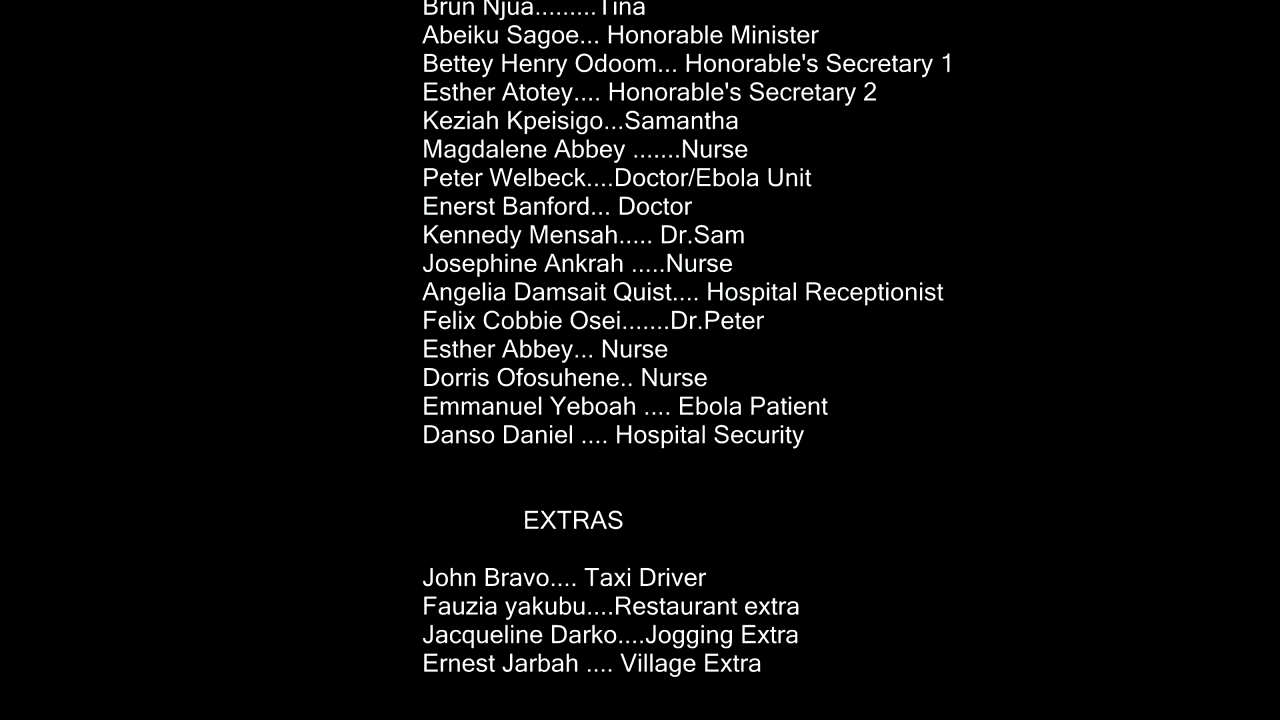 Brun Njua.........Tina
Abeiku Sagoe... Honorable Minister
Bettey Henry Odoom... Honorable's Secretary 1
Esther Atotey.... Honorable's Secretary 2
Keziah Kpeisigo...Samantha
Magdalene Abbey .......Nurse
Peter Welbeck....Doctor/Ebola Unit
Enerst Banford... Doctor
Kennedy Mensah..... Dr.Sam
Josephine Ankrah .....Nurse
Angelia Damsait Quist.... Hospital Receptionist
Felix Cobbie Osei.......Dr.Peter
Esther Abbey... Nurse
Dorris Ofosuhene.. Nurse
Emmanuel Yeboah .... Ebola Patient
Danso Daniel .... Hospital Security
EXTRAS
John Bravo.... Taxi Driver
Fauzia yakubu....Restaurant extra
Jacqueline Darko....Jogging Extra
Ernest Jarbah .... Village Extra